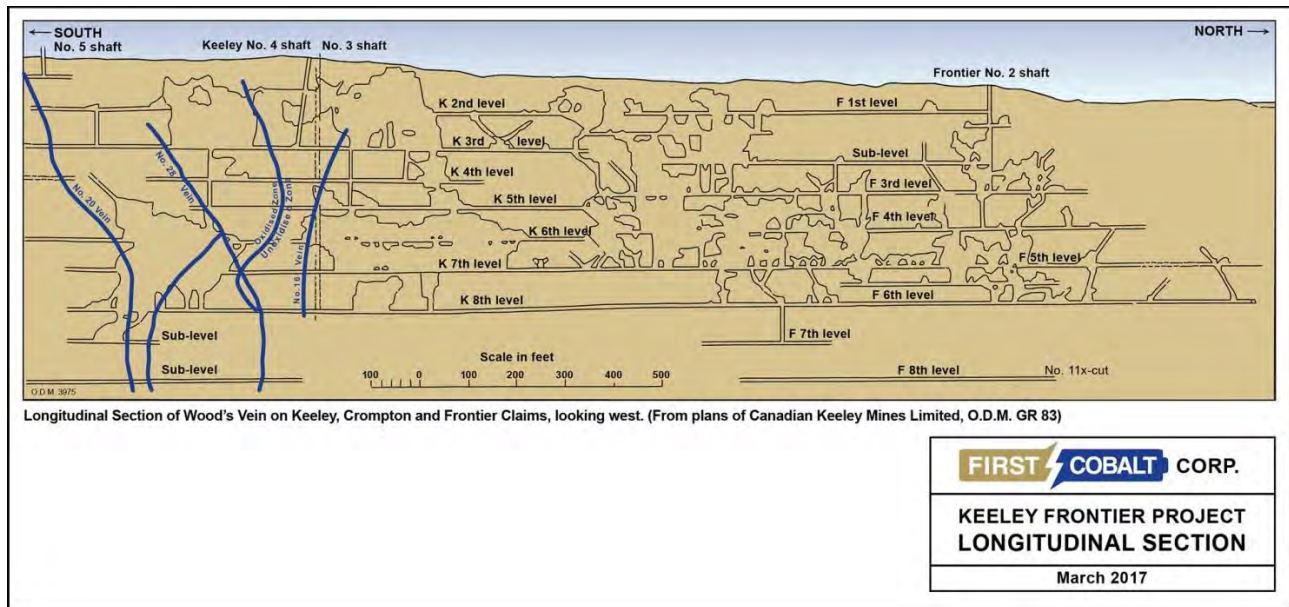 ← SOUTH
NORTH →
No. 5 shaft
Keeley No. 4 shaft
No. 3 shaft
Frontier No. 2 shaft
K 2nd level
F 1st level
K 3rd level
Sub-level
K 4th level
F 3rd level
No. 28 Vein
No. 20 Vein
K 5th level
F 4th level
Oxidised Zone
Unoxidised Zone
K 6th level
No. 16 Vein
K 7th level
F 5th level
K 8th level
F 6th level
Sub-level
F 7th level
Sub-level
Scale in feet
100 0 100 200 300 400 500
F 8th level
No. 11x-cut
O.D.M. 3975
Longitudinal Section of Wood's Vein on Keeley, Crompton and Frontier Claims, looking west. (From plans of Canadian Keeley Mines Limited, O.D.M. GR 83)
FIRST COBALT CORP.
KEELEY FRONTIER PROJECT
LONGITUDINAL SECTION
March 2017